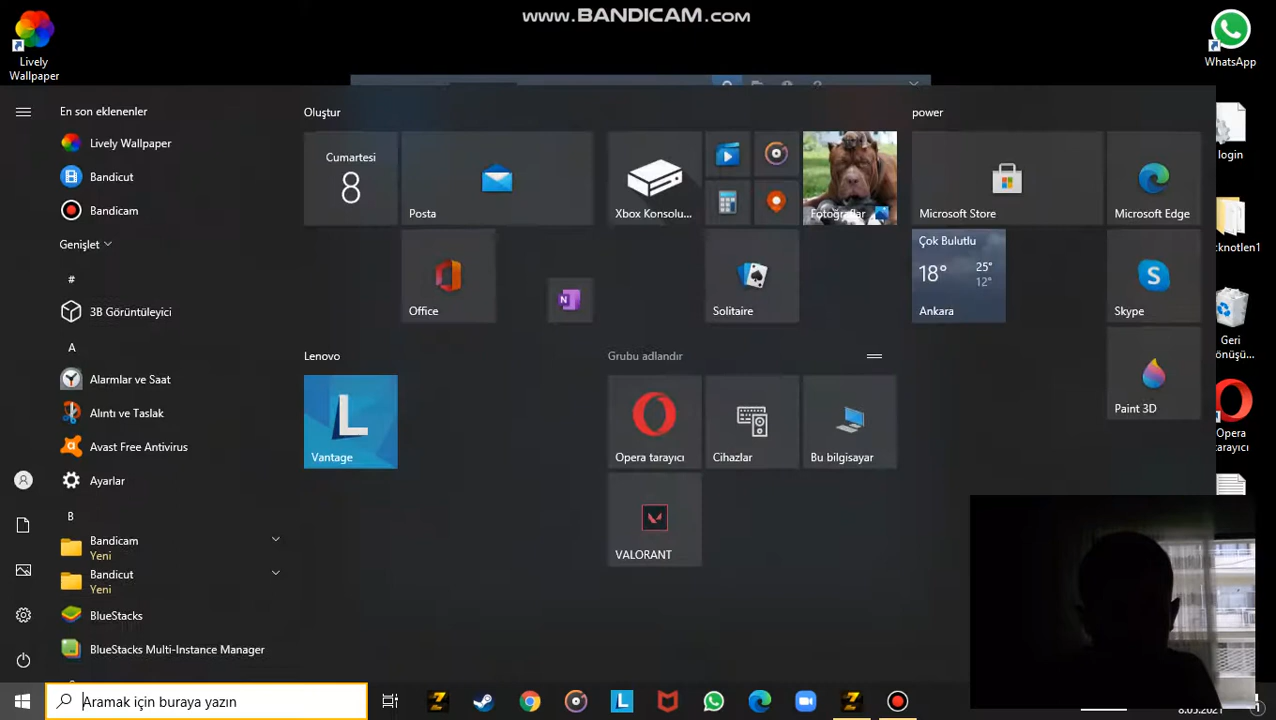 www.BANDICAM.com
Lively
Wallpaper
WhatsApp
login
cknotlen1
Geri
önüşü...
Opera
tarayıcı
En son eklenenler
Lively Wallpaper
Bandicut
Bandicam
Genişlet
#
3B Görüntüleyici
A
Alarmlar ve Saat
Alıntı ve Taslak
Avast Free Antivirus
Ayarlar
B
Bandicam
Yeni
Bandicut
Yeni
BlueStacks
BlueStacks Multi-Instance Manager
Oluştur
Cumartesi
8
Posta
Xbox Konsolu...
Fotoğraflar
Office
Solitaire
power
Microsoft Store
Microsoft Edge
Çok Bulutlu
18° 25°
12°
Ankara
Skype
Paint 3D
Lenovo
Vantage
Grubu adlandır
Opera tarayıcı
Cihazlar
Bu bilgisayar
VALORANT
Aramak için buraya yazın
8.05.2021